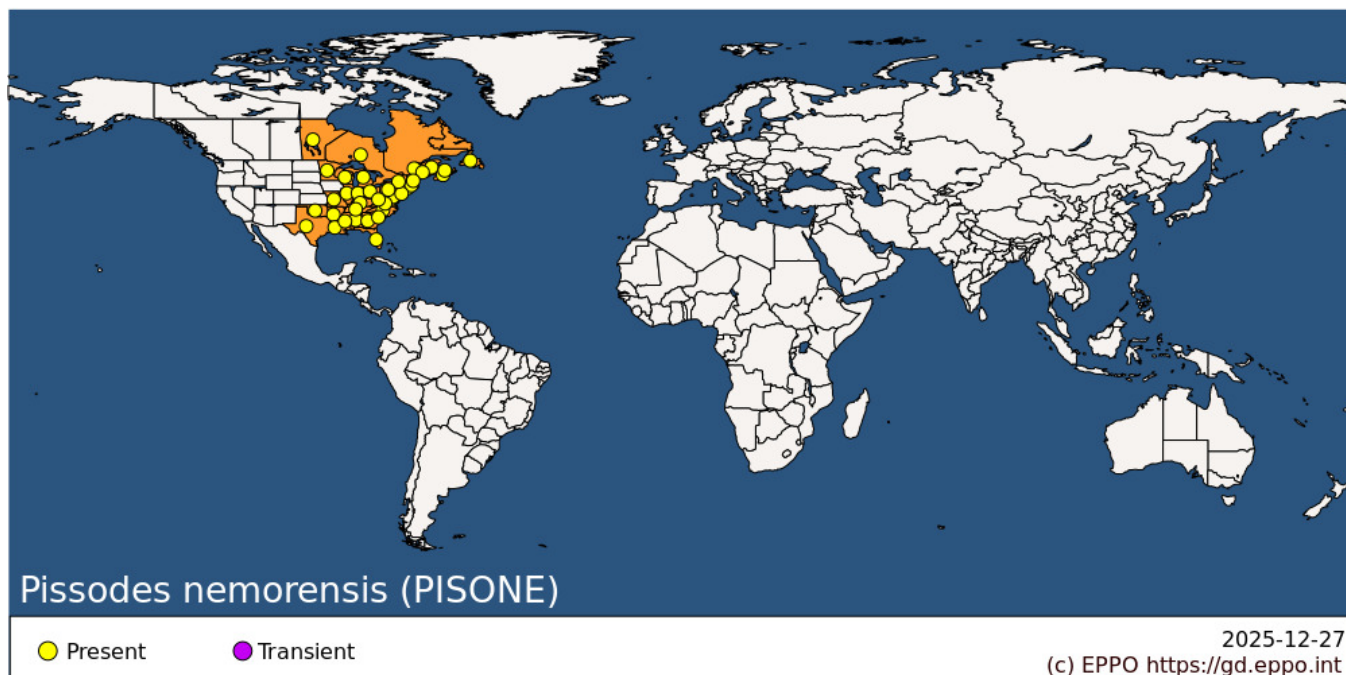 Pissodes nemorensis (PISONE)
Present
Transient
2025-12-27
(c) EPPO https://gd.eppo.int